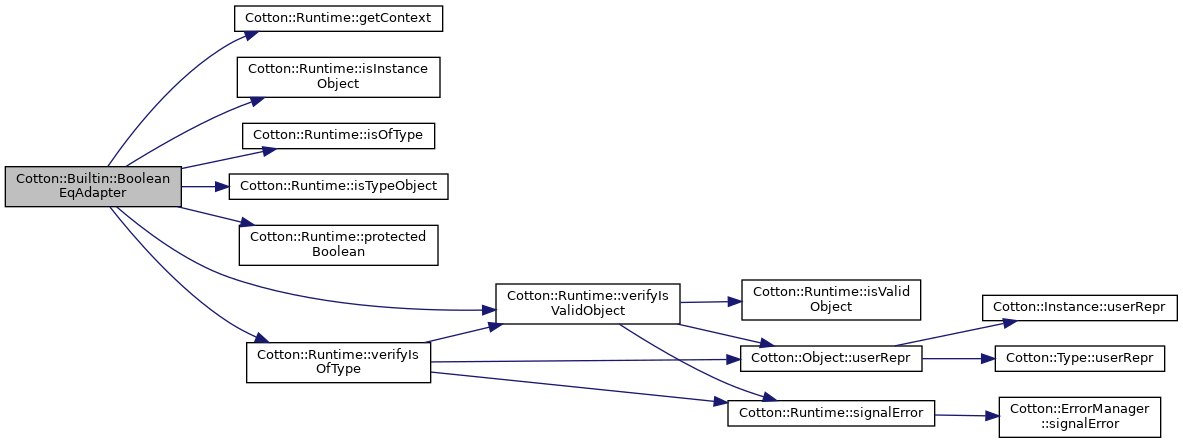 Cotton::Runtime::getContext
Cotton::Runtime::isInstance
Object
Cotton::Runtime::isOfType
Cotton::Builtin::Boolean
EqAdapter
Cotton::Runtime::isTypeObject
Cotton::Runtime::protected
Boolean
Cotton::Runtime::verifyIs
ValidObject
Cotton::Runtime::isValid
Object
Cotton::Instance::userRepr
Cotton::Runtime::verifyIs
OfType
Cotton::Object::userRepr
Cotton::Type::userRepr
Cotton::Runtime::signalError
Cotton::ErrorManager
::signalError